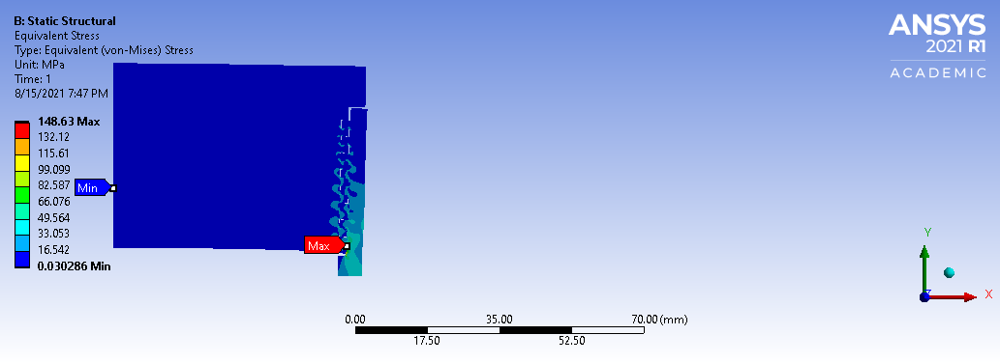 B: Static Structural
Equivalent Stress
Type: Equivalent (von-Mises) Stress
Unit: MPa
Time: 1
8/15/2021 7:47 PM
148.63 Max
132.12
115.61
99.099
82.587
66.076
49.564
33.053
16.542
0.030286 Min
Min
Max
ANSYS
2021 R1
ACADEMIC
Y
X
Z
0.00 35.00 70.00 (mm)
17.50 52.50